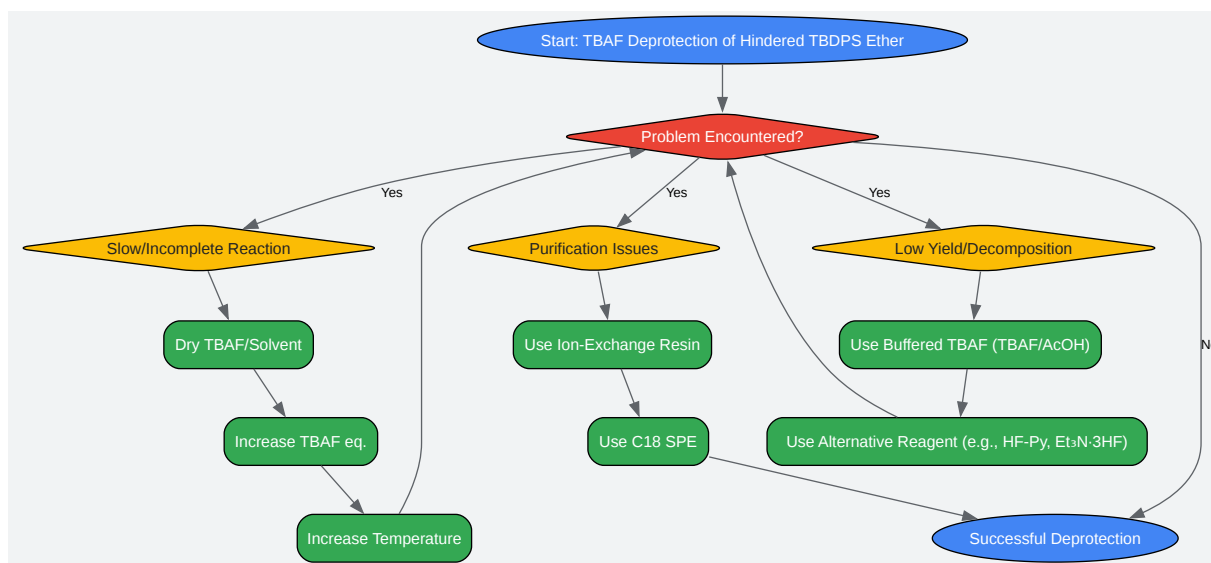 Start: TBAF Deprotection of Hindered TBDPS Ether
Problem Encountered?
Yes
Yes
Yes
Slow/Incomplete Reaction
Purification Issues
Low Yield/Decomposition
Dry TBAF/Solvent
Use Ion-Exchange Resin
Use Buffered TBAF (TBAF/AcOH)
N
Increase TBAF eq.
Use C18 SPE
Use Alternative Reagent (e.g., HF-Py, Et₃N·3HF)
Increase Temperature
Successful Deprotection